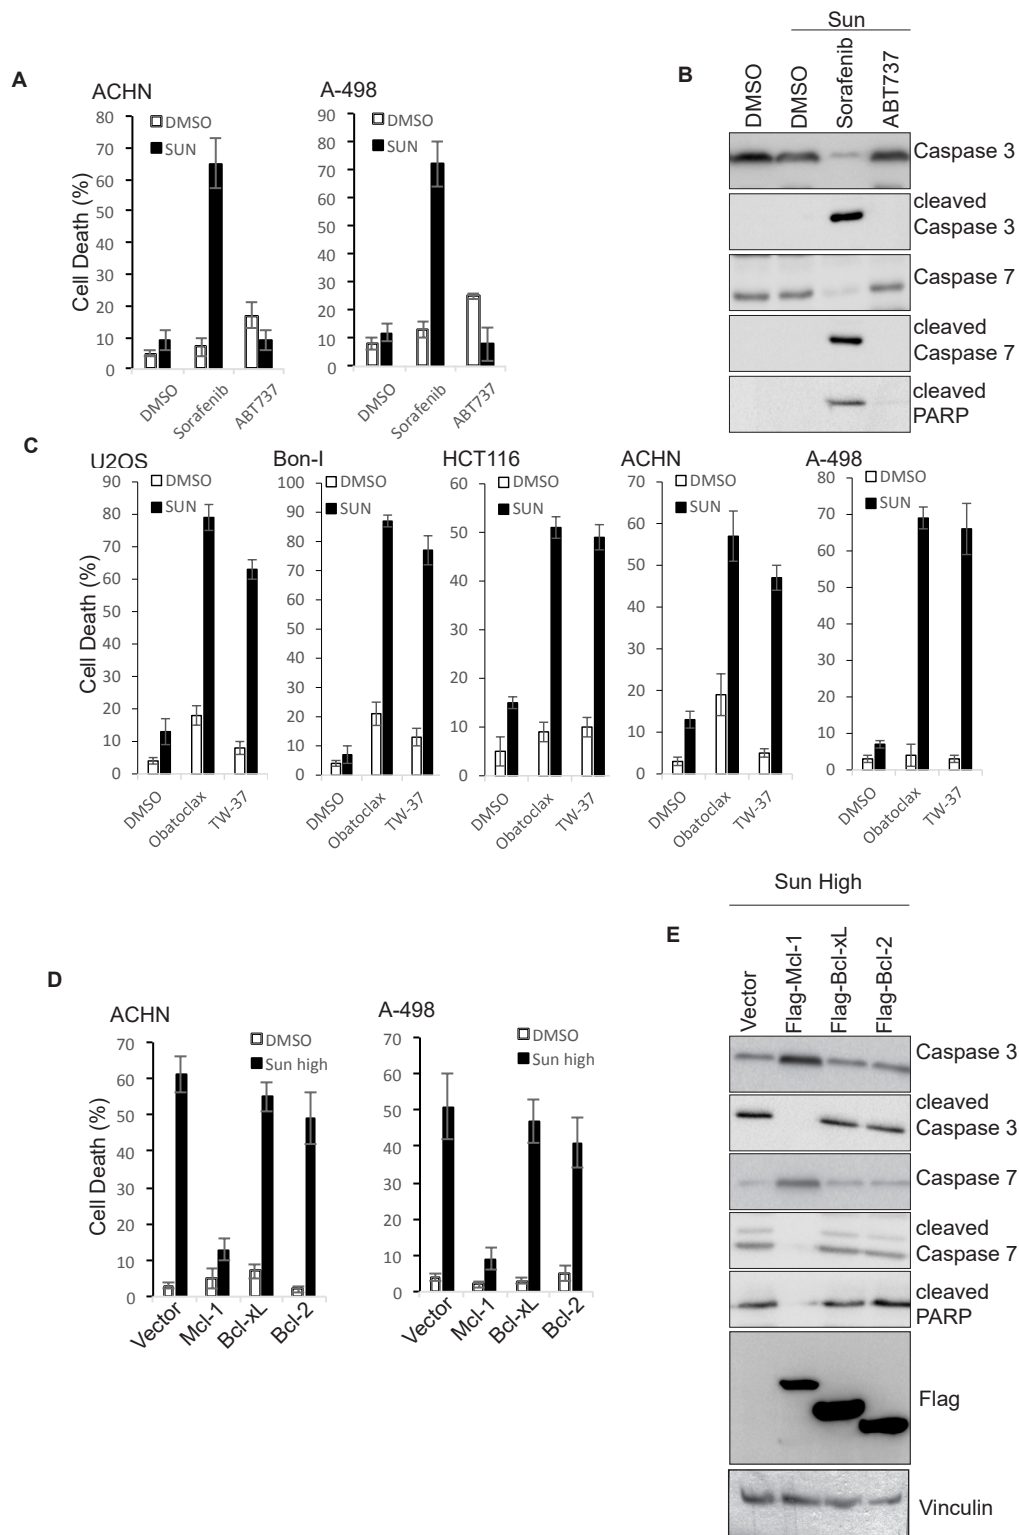 A
ACHN
80
70
60
50
40
30
20
10
0
Cell Death (%)
DMSO
SUN
DMSO
Sorafenib
ABT737
A-498
90
80
70
60
50
40
30
20
10
0
DMSO
SUN
DMSO
Sorafenib
ABT737
B
Sun
DMSO
DMSO
Sorafenib
ABT737
Caspase 3
cleaved
Caspase 3
Caspase 7
cleaved
Caspase 7
cleaved
PARP
C
U2OS
90
80
70
60
50
40
30
20
10
0
Cell Death (%)
DMSO
SUN
DMSO
Obatoclax
TW-37
Bon-I
100
90
80
70
60
50
40
30
20
10
0
DMSO
SUN
DMSO
Obatoclax
TW-37
HCT116
60
50
40
30
20
10
0
DMSO
SUN
DMSO
Obatoclax
TW-37
ACHN
70
60
50
40
30
20
10
0
DMSO
SUN
DMSO
Obatoclax
TW-37
A-498
80
70
60
50
40
30
20
10
0
DMSO
SUN
DMSO
Obatoclax
TW-37
D
ACHN
70
60
50
40
30
20
10
0
Cell Death (%)
DMSO
Sun high
Vector
Mcl-1
Bcl-xL
Bcl-2
A-498
70
60
50
40
30
20
10
0
DMSO
Sun high
Vector
Mcl-1
Bcl-xL
Bcl-2
E
Sun High
Vector
Flag-Mcl-1
Flag-Bcl-xL
Flag-Bcl-2
Caspase 3
cleaved
Caspase 3
Caspase 7
cleaved
Caspase 7
cleaved
PARP
Flag
Vinculin